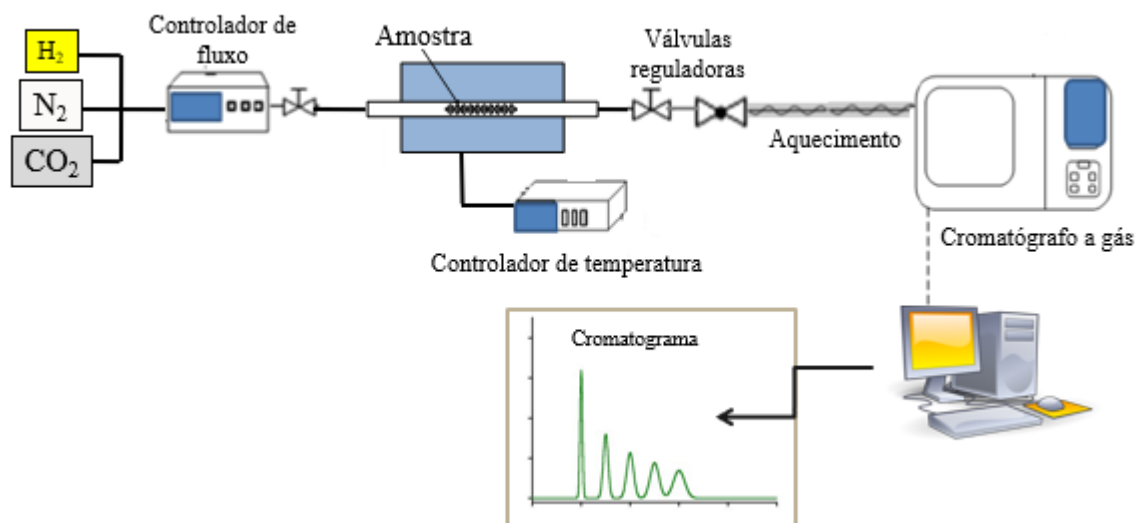 H₂
N₂
CO₂
Controlador de
fluxo
Amostra
Válvulas
reguladoras
Aquecimento
Cromatógrafo a gás
Controlador de temperatura
Cromatograma